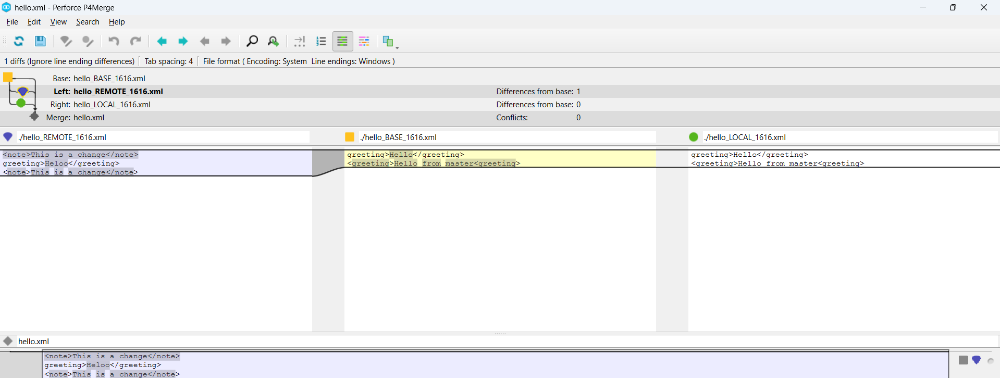 hello.xml - Perforce P4Merge
File Edit View Search Help
1 diffs (Ignore line ending differences) Tab spacing: 4 File format ( Encoding: System Line endings: Windows )
Base: hello_BASE_1616.xml
Left: hello_REMOTE_1616.xml Differences from base: 1
Right: hello_LOCAL_1616.xml Differences from base: 0
Merge: hello.xml Conflicts: 0
./hello_REMOTE_1616.xml ./hello_BASE_1616.xml ./hello_LOCAL_1616.xml
<note>This is a change</note>
greeting>Heloo</greeting>
<note>This is a change</note>
greeting>Hello</greeting>
<greeting>Hello from master<greeting>
greeting>Hello</greeting>
<greeting>Hello from master<greeting>
hello.xml
<note>This is a change</note>
greeting>Heloo</greeting>
<note>This is a change</note>